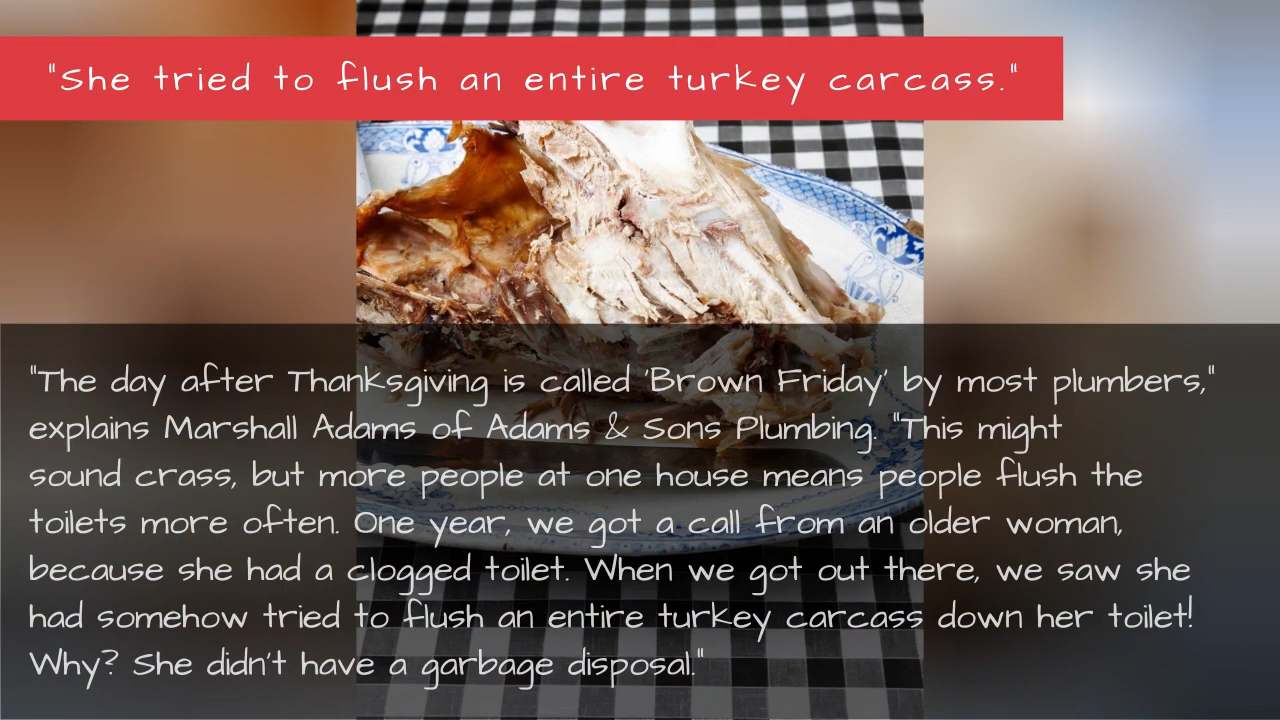 "She tried to flush an entire turkey carcass."
"The day after Thanksgiving is called 'Brown Friday' by most plumbers,"
explains Marshall Adams of Adams & Sons Plumbing. "This might
sound crass, but more people at one house means people flush the
toilets more often. One year, we got a call from an older woman,
because she had a clogged toilet. When we got out there, we saw she
had somehow tried to flush an entire turkey carcass down her toilet!
Why? She didn't have a garbage disposal."